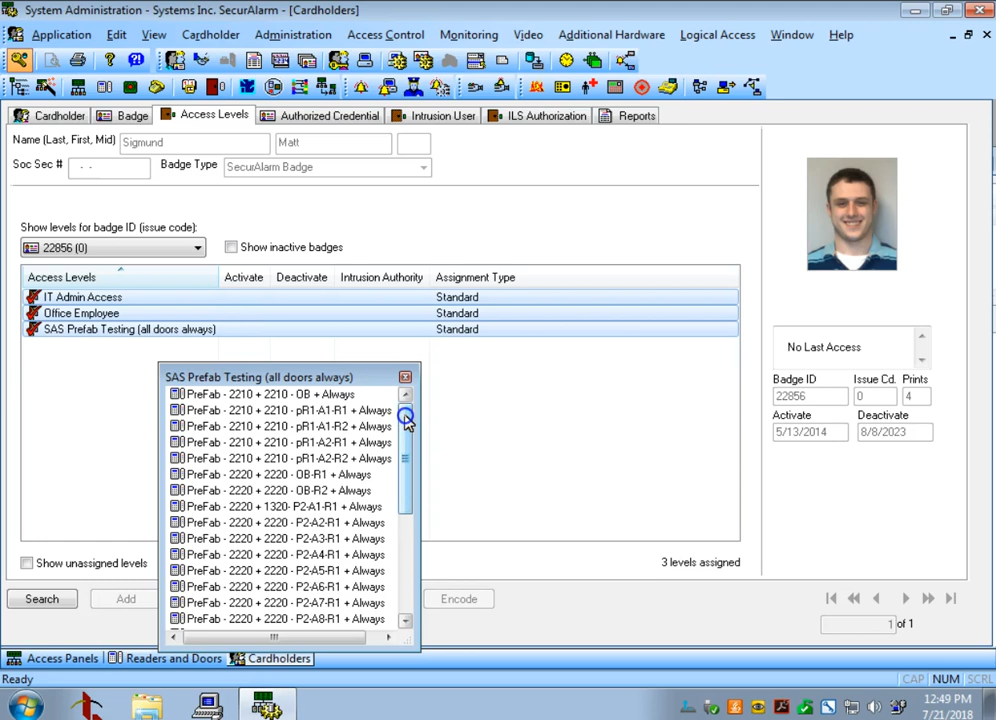 System Administration - Systems Inc. SecurAlarm - [Cardholders]
Application Edit View Cardholder Administration Access Control Monitoring Video Additional Hardware Logical Access Window Help
Cardholder Badge Access Levels Authorized Credential Intrusion User ILS Authorization Reports
Name (Last, First, Mid) Sigmund Matt
Soc Sec # - - Badge Type SecurAlarm Badge
Show levels for badge ID (issue code):
22856 (0) Show inactive badges
Access Levels Activate Deactivate Intrusion Authority Assignment Type
IT Admin Access Standard
Office Employee Standard
SAS Prefab Testing (all doors always) Standard
No Last Access
Badge ID Issue Cd. Prints
22856 0 4
Activate Deactivate
5/13/2014 8/8/2023
SAS Prefab Testing (all doors always)
PreFab - 2210 + 2210 - OB + Always
PreFab - 2210 + 2210 - pR1-A1-R1 + Always
PreFab - 2210 + 2210 - pR1-A1-R2 + Always
PreFab - 2210 + 2210 - pR1-A2-R1 + Always
PreFab - 2210 + 2210 - pR1-A2-R2 + Always
PreFab - 2220 + 2220 - OB-R1 + Always
PreFab - 2220 + 2220 - OB-R2 + Always
PreFab - 2220 + 1320- P2-A1-R1 + Always
PreFab - 2220 + 2220 - P2-A2-R1 + Always
PreFab - 2220 + 2220 - P2-A3-R1 + Always
PreFab - 2220 + 2220 - P2-A4-R1 + Always
PreFab - 2220 + 2220 - P2-A5-R1 + Always
PreFab - 2220 + 2220 - P2-A6-R1 + Always
PreFab - 2220 + 2220 - P2-A7-R1 + Always
PreFab - 2220 + 2220 - P2-A8-R1 + Always
Show unassigned levels 3 levels assigned
Search Add Encode
1 of 1
Access Panels Readers and Doors Cardholders
Ready CAP NUM SCRL
12:49 PM
7/21/2018